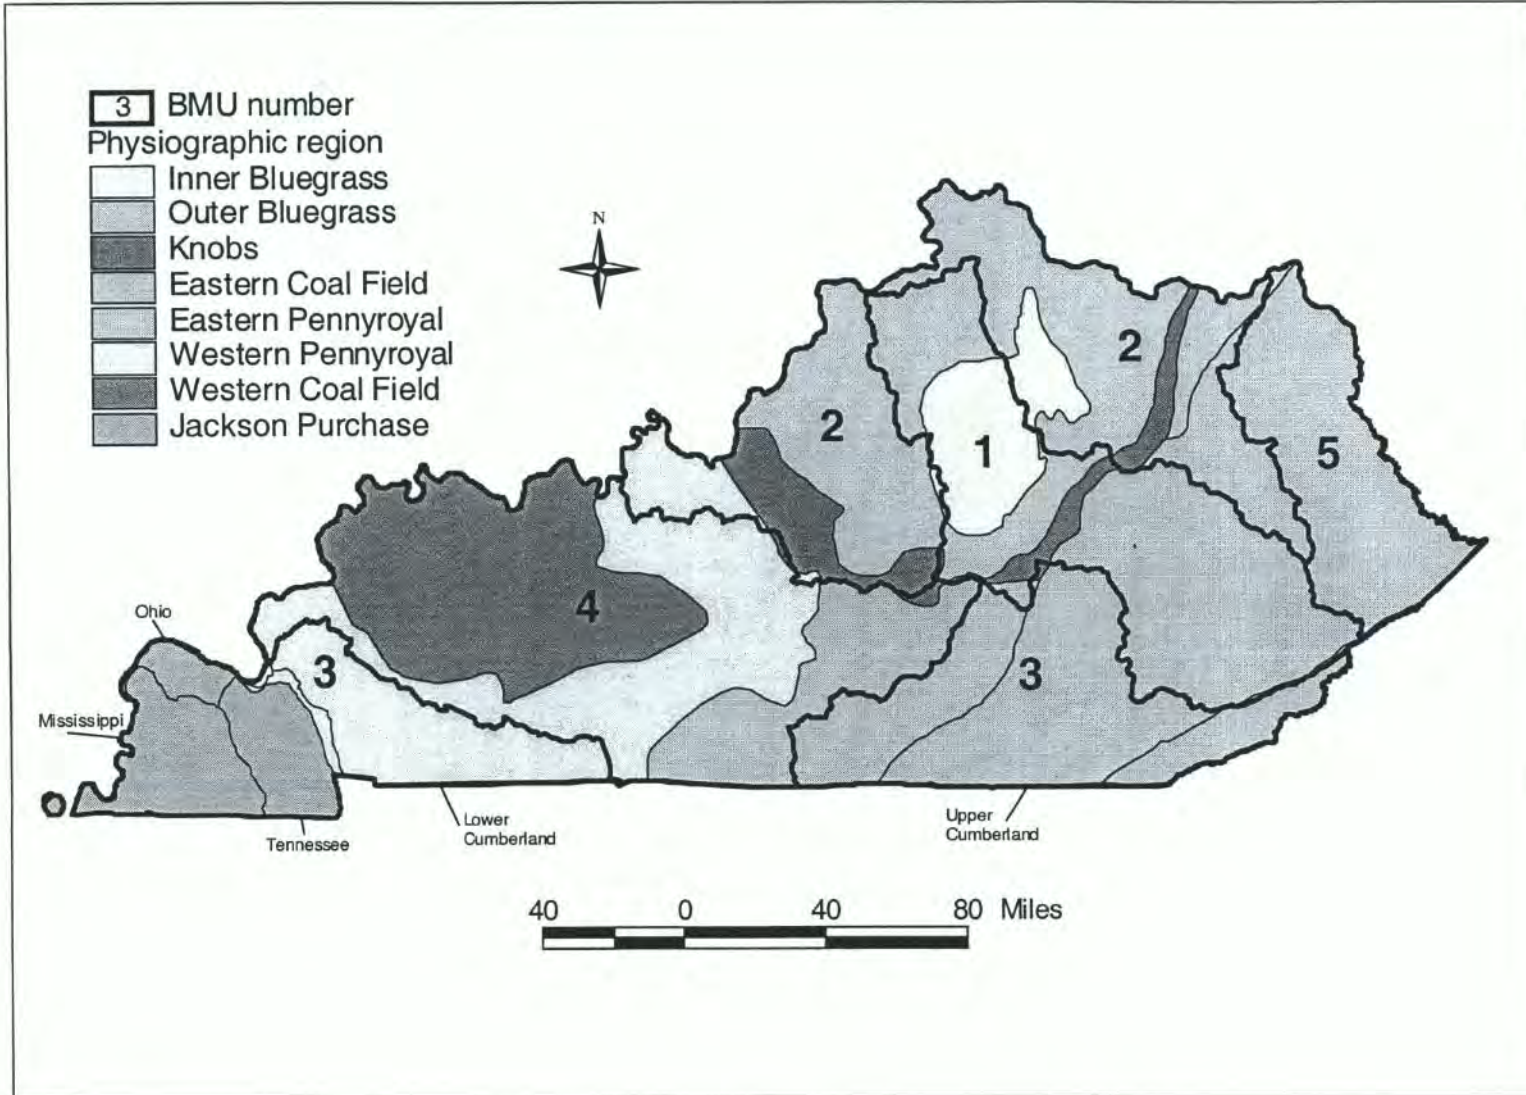 3 BMU number
Physiographic region
Inner Bluegrass
Outer Bluegrass
Knobs
Eastern Coal Field
Eastern Pennyroyal
Western Pennyroyal
Western Coal Field
Jackson Purchase
N
2
2
1
5
4
3
3
Ohio
Mississippi
Tennessee
Lower
Cumberland
Upper
Cumberland
40 0 40 80 Miles